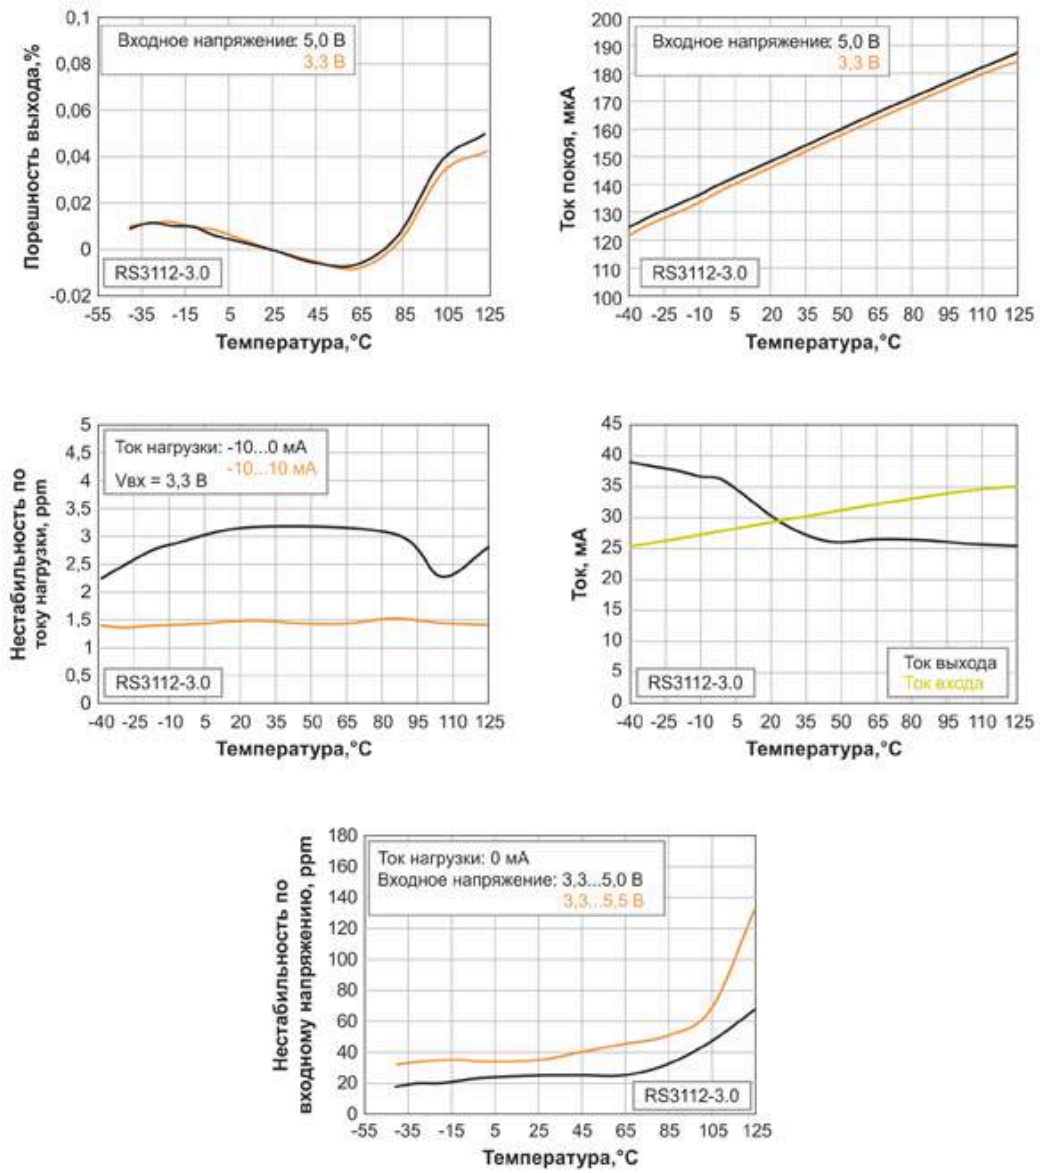 Порешность выхода,%
0,1
0,08
0,06
0,04
0,02
0
-0.02
Входное напряжение: 5,0 В
3,3 В
RS3112-3.0
-55 -35 -15 5 25 45 65 85 105 125
Температура,°C
Ток покоя, мкА
200
190
180
170
160
150
140
130
120
110
100
Входное напряжение: 5,0 В
3,3 В
RS3112-3.0
-40 -25 -10 5 20 35 50 65 80 95 110 125
Температура,°C
Нестабильность по
току нагрузки, ppm
5
4,5
4
3,5
3
2,5
2
1,5
1
0,5
0
Ток нагрузки: -10...0 мА
-10...10 мА
Vвх = 3,3 В
RS3112-3.0
-40 -25 -10 5 20 35 50 65 80 95 110 125
Температура,°C
Ток, мА
45
40
35
30
25
20
15
10
5
0
RS3112-3.0
Ток выхода
Ток входа
-40 -25 -10 5 20 35 50 65 80 95 110 125
Температура,°C
Нестабильность по
входному напряжению, ppm
180
160
140
120
100
80
60
40
20
0
Ток нагрузки: 0 мА
Входное напряжение: 3,3...5,0 В
3,3...5,5 В
RS3112-3.0
-55 -35 -15 5 25 45 65 85 105 125
Температура,°C